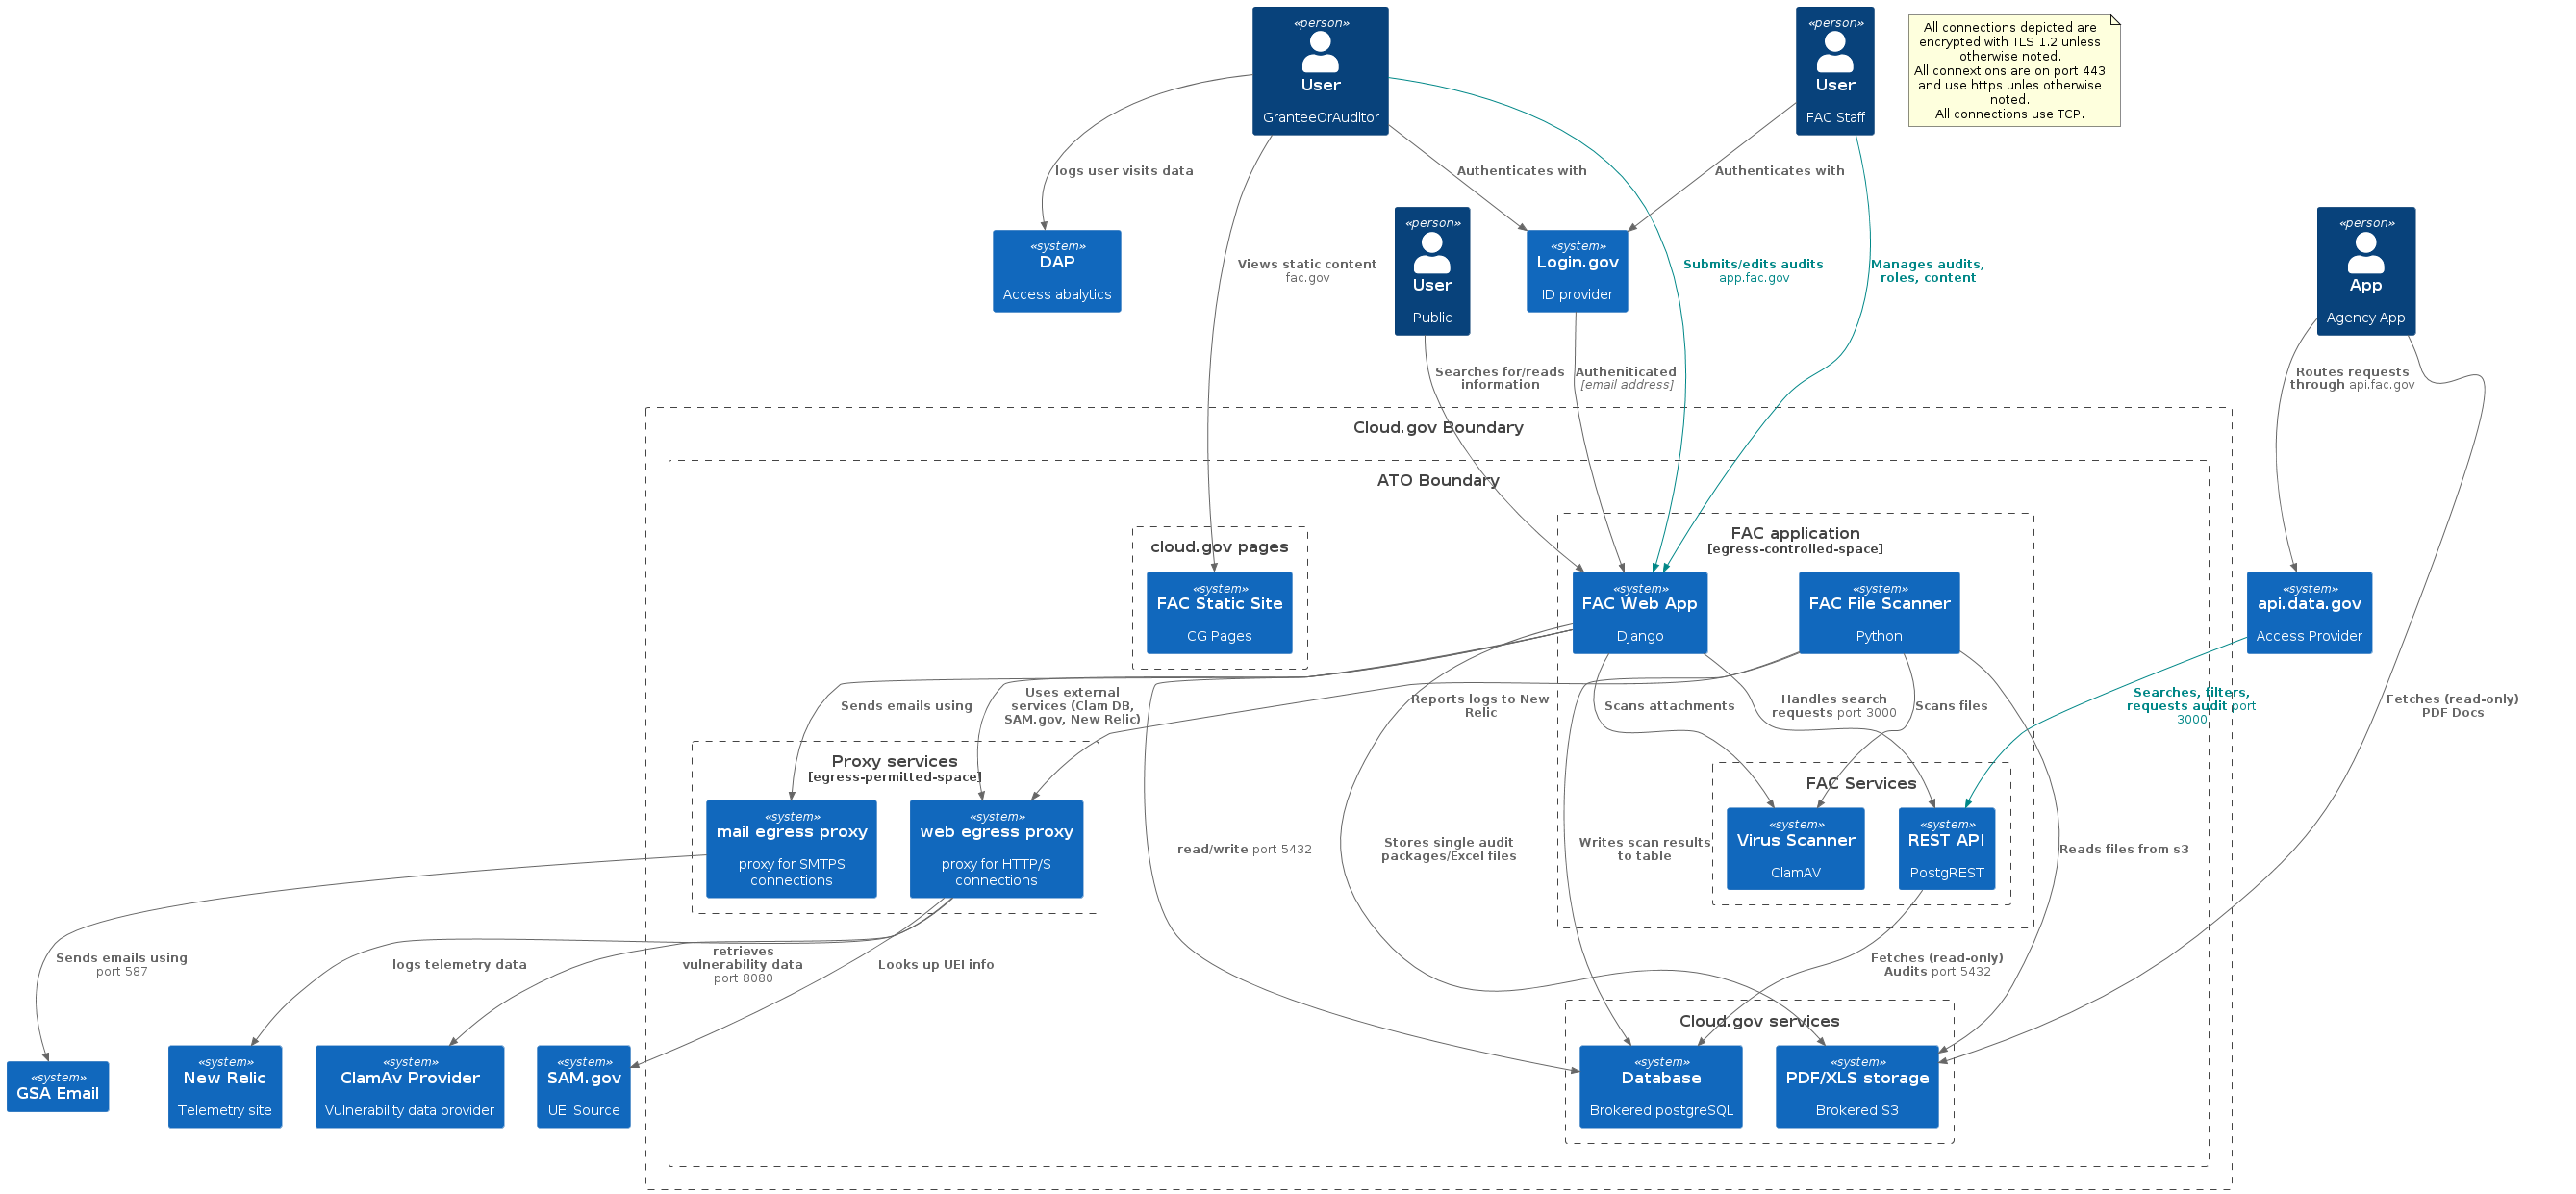 «person»
User
GranteeOrAuditor
«person»
User
FAC Staff
All connections depicted are
encrypted with TLS 1.2 unless
otherwise noted.
All connextions are on port 443
and use https unles otherwise
noted.
All connections use TCP.
logs user visits data
Authenticates with
Authenticates with
«person»
User
Public
«person»
App
Agency App
«system»
DAP
Access abalytics
Views static content
fac.gov
«system»
Login.gov
ID provider
Submits/edits audits
app.fac.gov
Manages audits,
roles, content
Searches for/reads
information
Autheniticated
[email address]
Routes requests
through api.fac.gov
Cloud.gov Boundary
ATO Boundary
cloud.gov pages
«system»
FAC Static Site
CG Pages
FAC application
[egress-controlled-space]
«system»
FAC Web App
Django
«system»
FAC File Scanner
Python
«system»
api.data.gov
Access Provider
Sends emails using
Uses external
services (Clam DB,
SAM.gov, New Relic)
Reports logs to New
Relic
Scans attachments
Handles search
requests port 3000
Scans files
Searches, filters,
requests audit port
3000
Fetches (read-only)
PDF Docs
Proxy services
[egress-permitted-space]
«system»
mail egress proxy
proxy for SMTPS
connections
«system»
web egress proxy
proxy for HTTP/S
connections
FAC Services
«system»
Virus Scanner
ClamAV
«system»
REST API
PostgREST
read/write port 5432
Stores single audit
packages/Excel files
Writes scan results
to table
Reads files from s3
Sends emails using
port 587
logs telemetry data
retrieves
vulnerability data
port 8080
Looks up UEI info
Fetches (read-only)
Audits port 5432
Cloud.gov services
«system»
GSA Email
«system»
New Relic
Telemetry site
«system»
ClamAv Provider
Vulnerability data provider
«system»
SAM.gov
UEI Source
«system»
Database
Brokered postgreSQL
«system»
PDF/XLS storage
Brokered S3